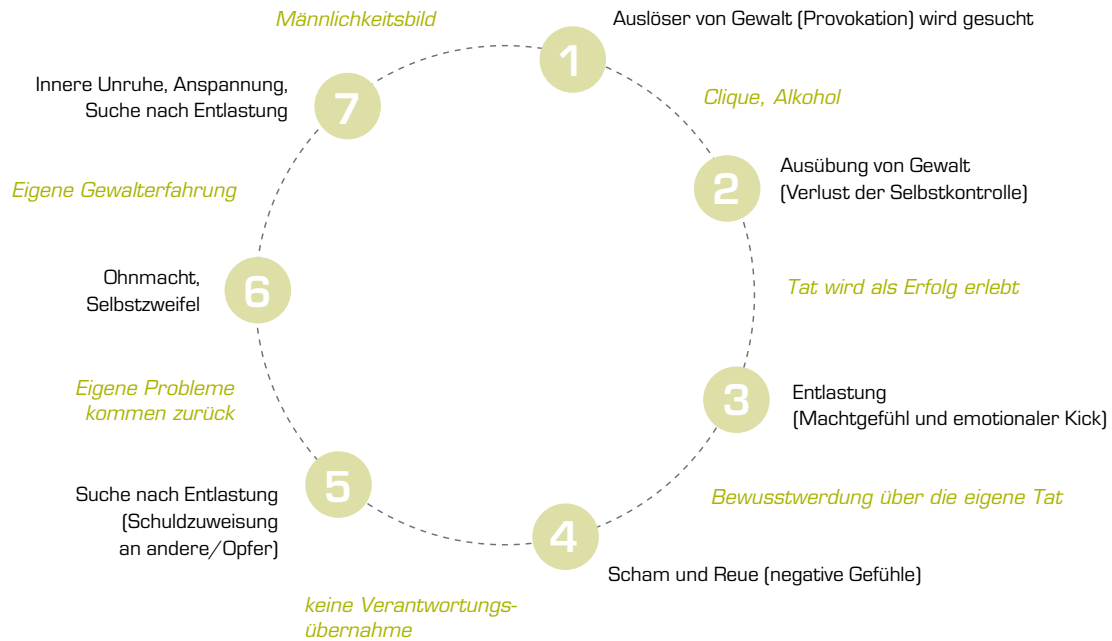 Männlichkeitsbild
1
Auslöser von Gewalt (Provokation) wird gesucht
Clique, Alkohol
2
Ausübung von Gewalt
(Verlust der Selbstkontrolle)
Tat wird als Erfolg erlebt
3
Entlastung
(Machtgefühl und emotionaler Kick)
Bewusstwerdung über die eigene Tat
4
Scham und Reue (negative Gefühle)
keine Verantwortungs-
übernahme
5
Suche nach Entlastung
(Schuldzuweisung
an andere/Opfer)
Eigene Probleme
kommen zurück
6
Ohnmacht,
Selbstzweifel
Eigene Gewalterfahrung
7
Innere Unruhe, Anspannung,
Suche nach Entlastung